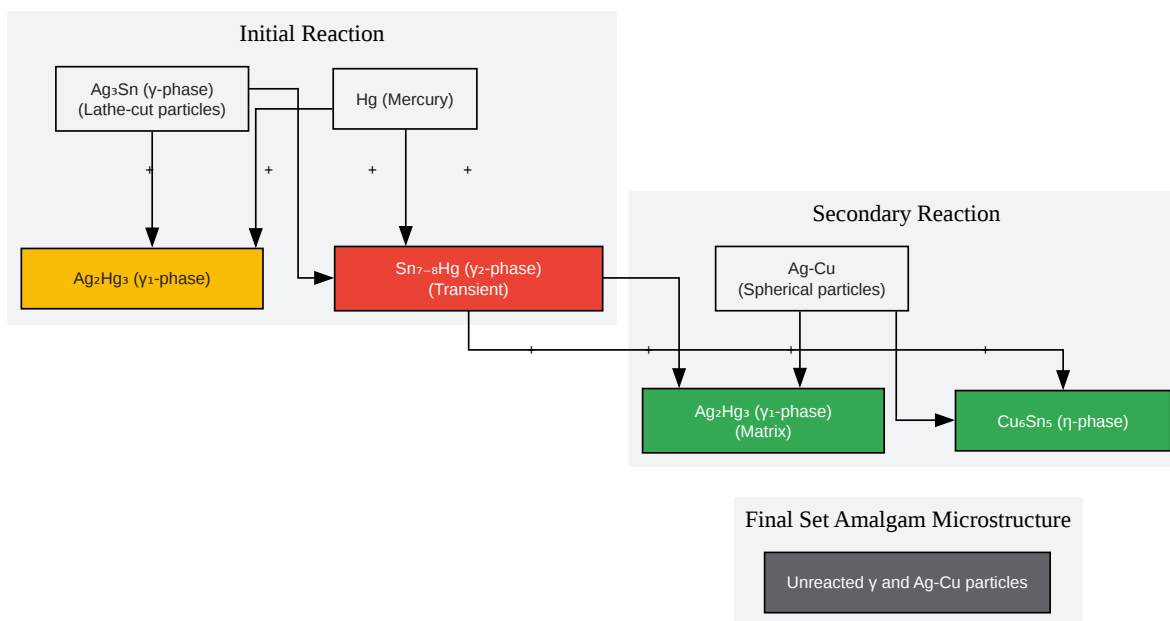 Initial Reaction
Ag₃Sn (γ-phase)
(Lathe-cut particles)
Hg (Mercury)
+ + + +
Ag₂Hg₃ (γ₁-phase)
Sn₇₋₈Hg (γ₂-phase)
(Transient)
Secondary Reaction
Ag-Cu
(Spherical particles)
+ + + +
Ag₂Hg₃ (γ₁-phase)
(Matrix)
Cu₆Sn₅ (η-phase)
Final Set Amalgam Microstructure
Unreacted γ and Ag-Cu particles